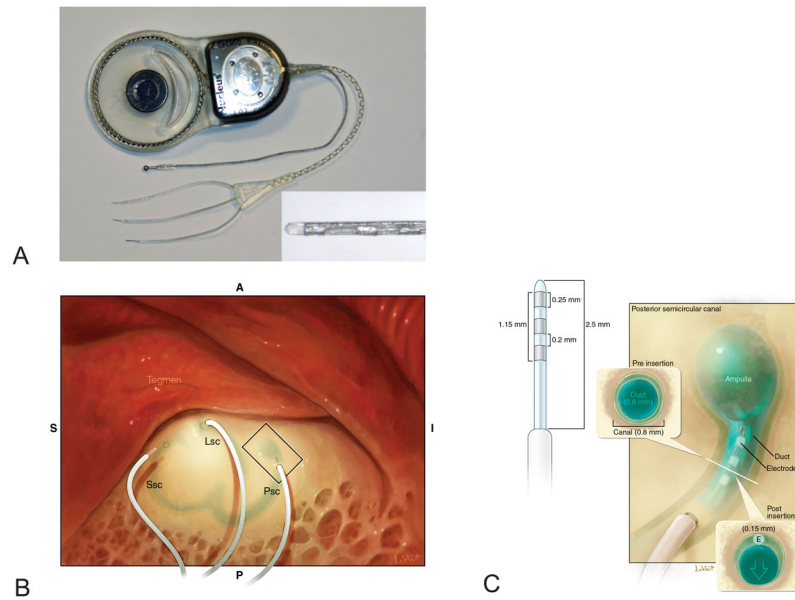 Nucleus
A
A
Tegmen
S
I
Lsc
Ssc
Psc
P
B
0.25 mm
1.15 mm
2.5 mm
0.2 mm
Posterior semicircular canal
Pre insertion
Duct
(0.6 mm)
Canal (0.8 mm)
Ampulla
Duct
Electrode
Post
insertion
(0.15 mm)
E
C